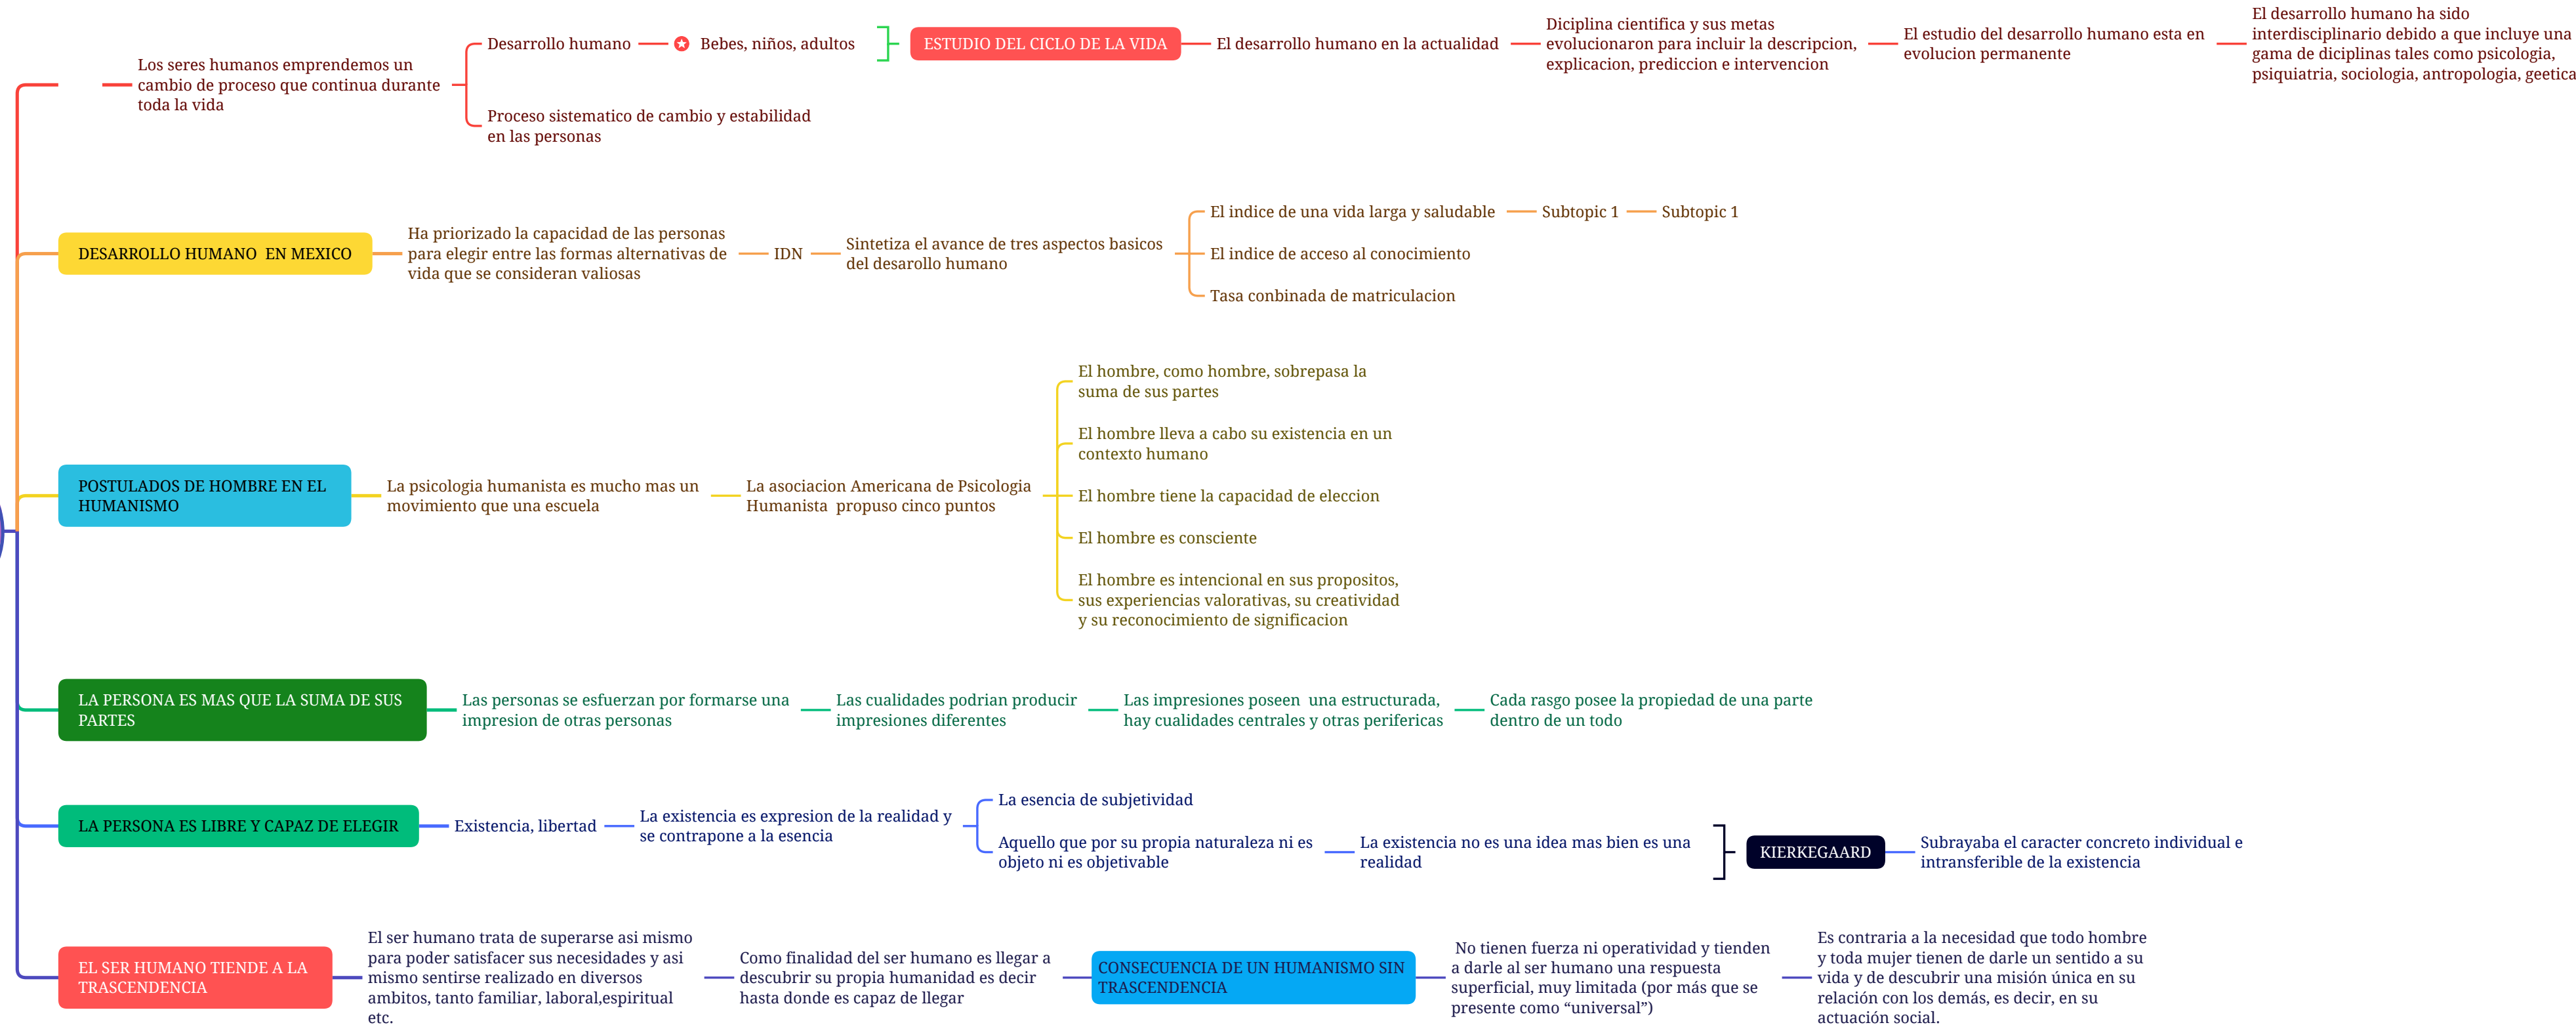 Los seres humanos emprendemos un
cambio de proceso que continua durante
toda la vida
Desarrollo humano
Bebes, niños, adultos
ESTUDIO DEL CICLO DE LA VIDA
El desarrollo humano en la actualidad
Diciplina cientifica y sus metas
evolucionaron para incluir la descripcion,
explicacion, prediccion e intervencion
El estudio del desarrollo humano esta en
evolucion permanente
El desarrollo humano ha sido
interdisciplinario debido a que incluye una
gama de diciplinas tales como psicologia,
psiquiatria, sociologia, antropologia, geetica
Proceso sistematico de cambio y estabilidad
en las personas
DESARROLLO HUMANO  EN MEXICO
Ha priorizado la capacidad de las personas
para elegir entre las formas alternativas de
vida que se consideran valiosas
IDN
Sintetiza el avance de tres aspectos basicos
del desarollo humano
El indice de una vida larga y saludable
Subtopic 1
Subtopic 1
El indice de acceso al conocimiento
Tasa conbinada de matriculacion
POSTULADOS DE HOMBRE EN EL
HUMANISMO
La psicologia humanista es mucho mas un
movimiento que una escuela
La asociacion Americana de Psicologia
Humanista  propuso cinco puntos
El hombre, como hombre, sobrepasa la
suma de sus partes
El hombre lleva a cabo su existencia en un
contexto humano
El hombre tiene la capacidad de eleccion
El hombre es consciente
El hombre es intencional en sus propositos,
sus experiencias valorativas, su creatividad
y su reconocimiento de significacion
LA PERSONA ES MAS QUE LA SUMA DE SUS
PARTES
Las personas se esfuerzan por formarse una
impresion de otras personas
Las cualidades podrian producir
impresiones diferentes
Las impresiones poseen  una estructurada,
hay cualidades centrales y otras perifericas
Cada rasgo posee la propiedad de una parte
dentro de un todo
LA PERSONA ES LIBRE Y CAPAZ DE ELEGIR
Existencia, libertad
La existencia es expresion de la realidad y
se contrapone a la esencia
La esencia de subjetividad
Aquello que por su propia naturaleza ni es
objeto ni es objetivable
La existencia no es una idea mas bien es una
realidad
KIERKEGAARD
Subrayaba el caracter concreto individual e
intransferible de la existencia
EL SER HUMANO TIENDE A LA
TRASCENDENCIA
El ser humano trata de superarse asi mismo
para poder satisfacer sus necesidades y asi
mismo sentirse realizado en diversos
ambitos, tanto familiar, laboral,espiritual
etc.
Como finalidad del ser humano es llegar a
descubrir su propia humanidad es decir
hasta donde es capaz de llegar
CONSECUENCIA DE UN HUMANISMO SIN
TRASCENDENCIA
No tienen fuerza ni operatividad y tienden
a darle al ser humano una respuesta
superficial, muy limitada (por más que se
presente como “universal”)
Es contraria a la necesidad que todo hombre
y toda mujer tienen de darle un sentido a su
vida y de descubrir una misión única en su
relación con los demás, es decir, en su
actuación social.